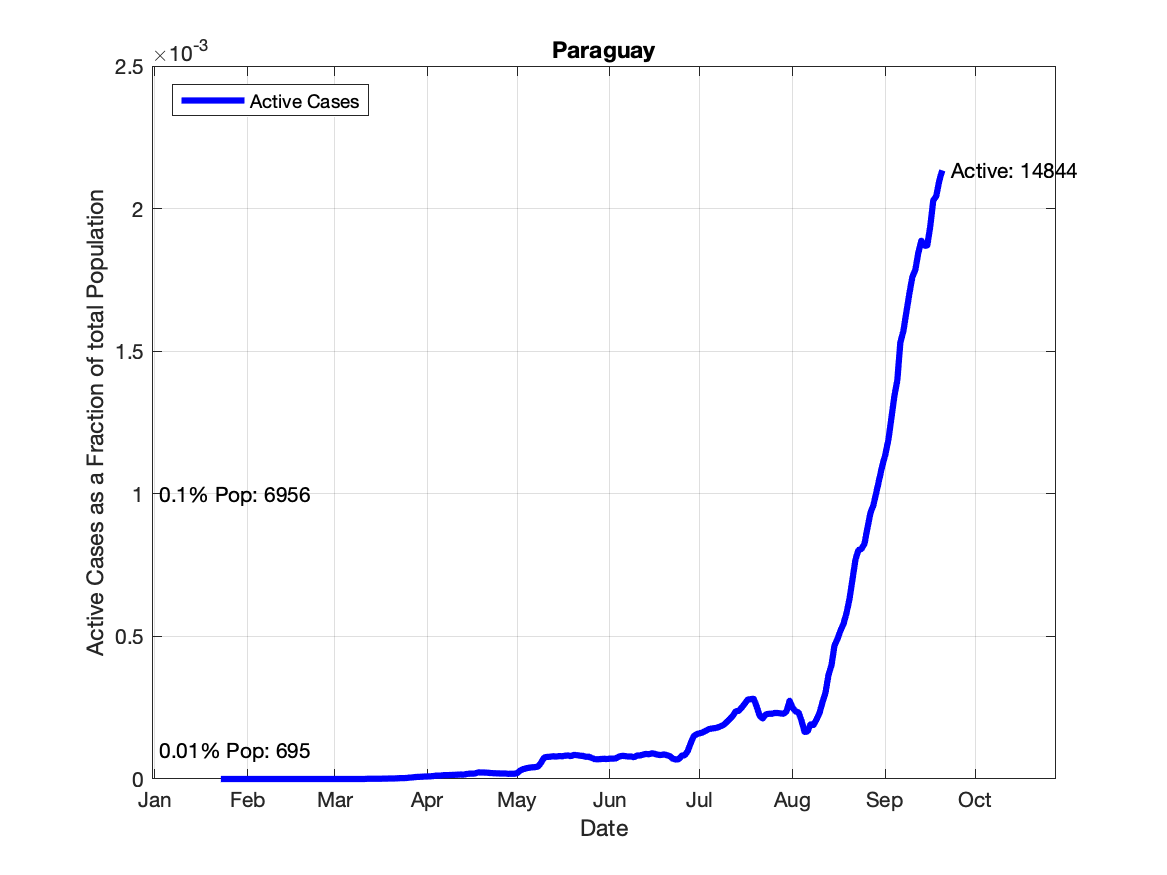 Paraguay
×10-3
2.5
2
1.5
1
0.5
0
Active Cases
Active: 14844
0.1% Pop: 6956
0.01% Pop: 695
Active Cases as a Fraction of total Population
Jan Feb Mar Apr May Jun Jul Aug Sep Oct
Date